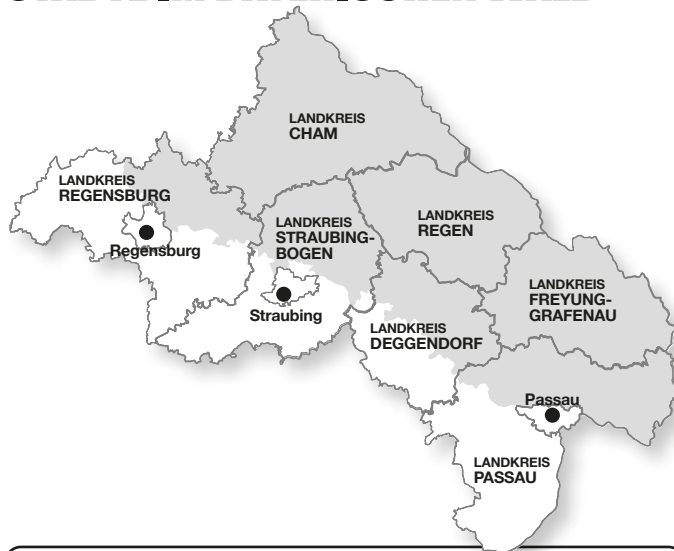 LANDKREIS
CHAM
LANDKREIS
REGENSBURG
Regensburg
LANDKREIS
STRAUBING-
BOGEN
LANDKREIS
REGEN
Straubing
LANDKREIS
FREYUNG-
GRAFENAU
LANDKREIS
DEGGENDORF
Passau
LANDKREIS
PASSAU